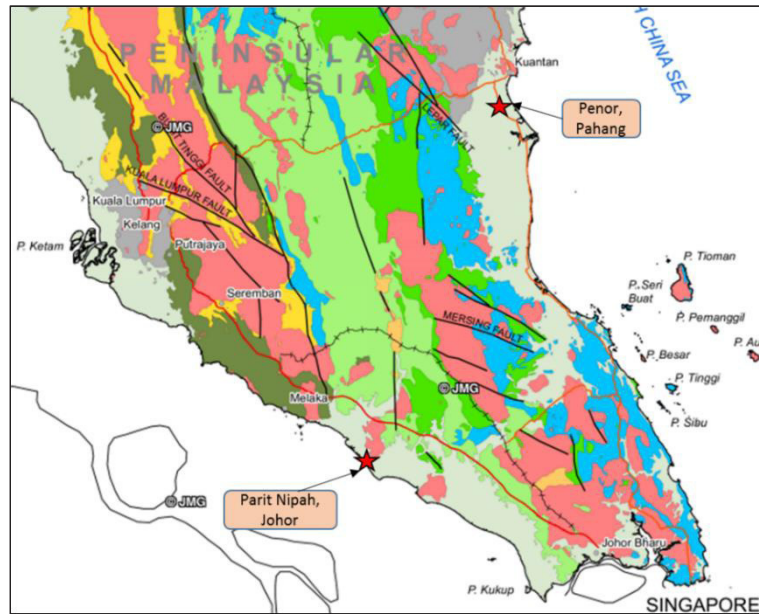 H CHINA SEA
PENINSULAR
MALAYSIA
Kuantan
Penor,
Pahang
LEPAR FAULT
© JMG
BUKIT TINGGI FAULT
KUALA LUMPUR FAULT
Kuala Lumpur
Kelang
P. Ketam
Putrajaya
P. Tioman
P. Seri
Buat
Seremban
P. Pemanggil
MERSING FAULT
P. Au
P. Besar
© JMG
P. Tinggi
Melaka
P. Sibu
Parit Nipah,
Johor
© JMG
Johor Bharu
P. Kukup
SINGAPORE